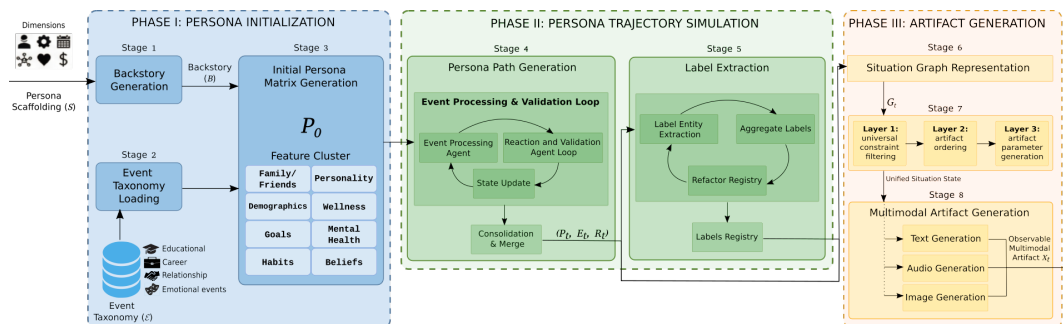 Dimensions
Persona
Scaffolding (S)
PHASE I: PERSONA INITIALIZATION
Stage 1
Backstory
Generation
Backstory
(B)
Stage 2
Event
Taxonomy
Loading
Educational
Career
Relationship
Emotional events
Event
Taxonomy (ℰ)
Stage 3
Initial Persona
Matrix Generation
P₀
Feature Cluster
Family/
Friends
Personality
Demographics
Wellness
Goals
Mental
Health
Habits
Beliefs
PHASE II: PERSONA TRAJECTORY SIMULATION
Stage 4
Persona Path Generation
Event Processing & Validation Loop
Event Processing
Agent
Reaction and Validation
Agent Loop
State Update
Consolidation
& Merge
(Pₜ, Eₜ, Rₜ)
Stage 5
Label Extraction
Label Entity
Extraction
Aggregate Labels
Refactor Registry
Labels Registry
PHASE III: ARTIFACT GENERATION
Stage 6
Situation Graph Representation
Gₜ
Stage 7
Layer 1:
universal
constraint
filtering
Layer 2:
artifact
ordering
Layer 3:
artifact
parameter
generation
Unified Situation State
Stage 8
Multimodal Artifact Generation
Text Generation
Audio Generation
Image Generation
Observable
Multimodal
Artifact Xₜ